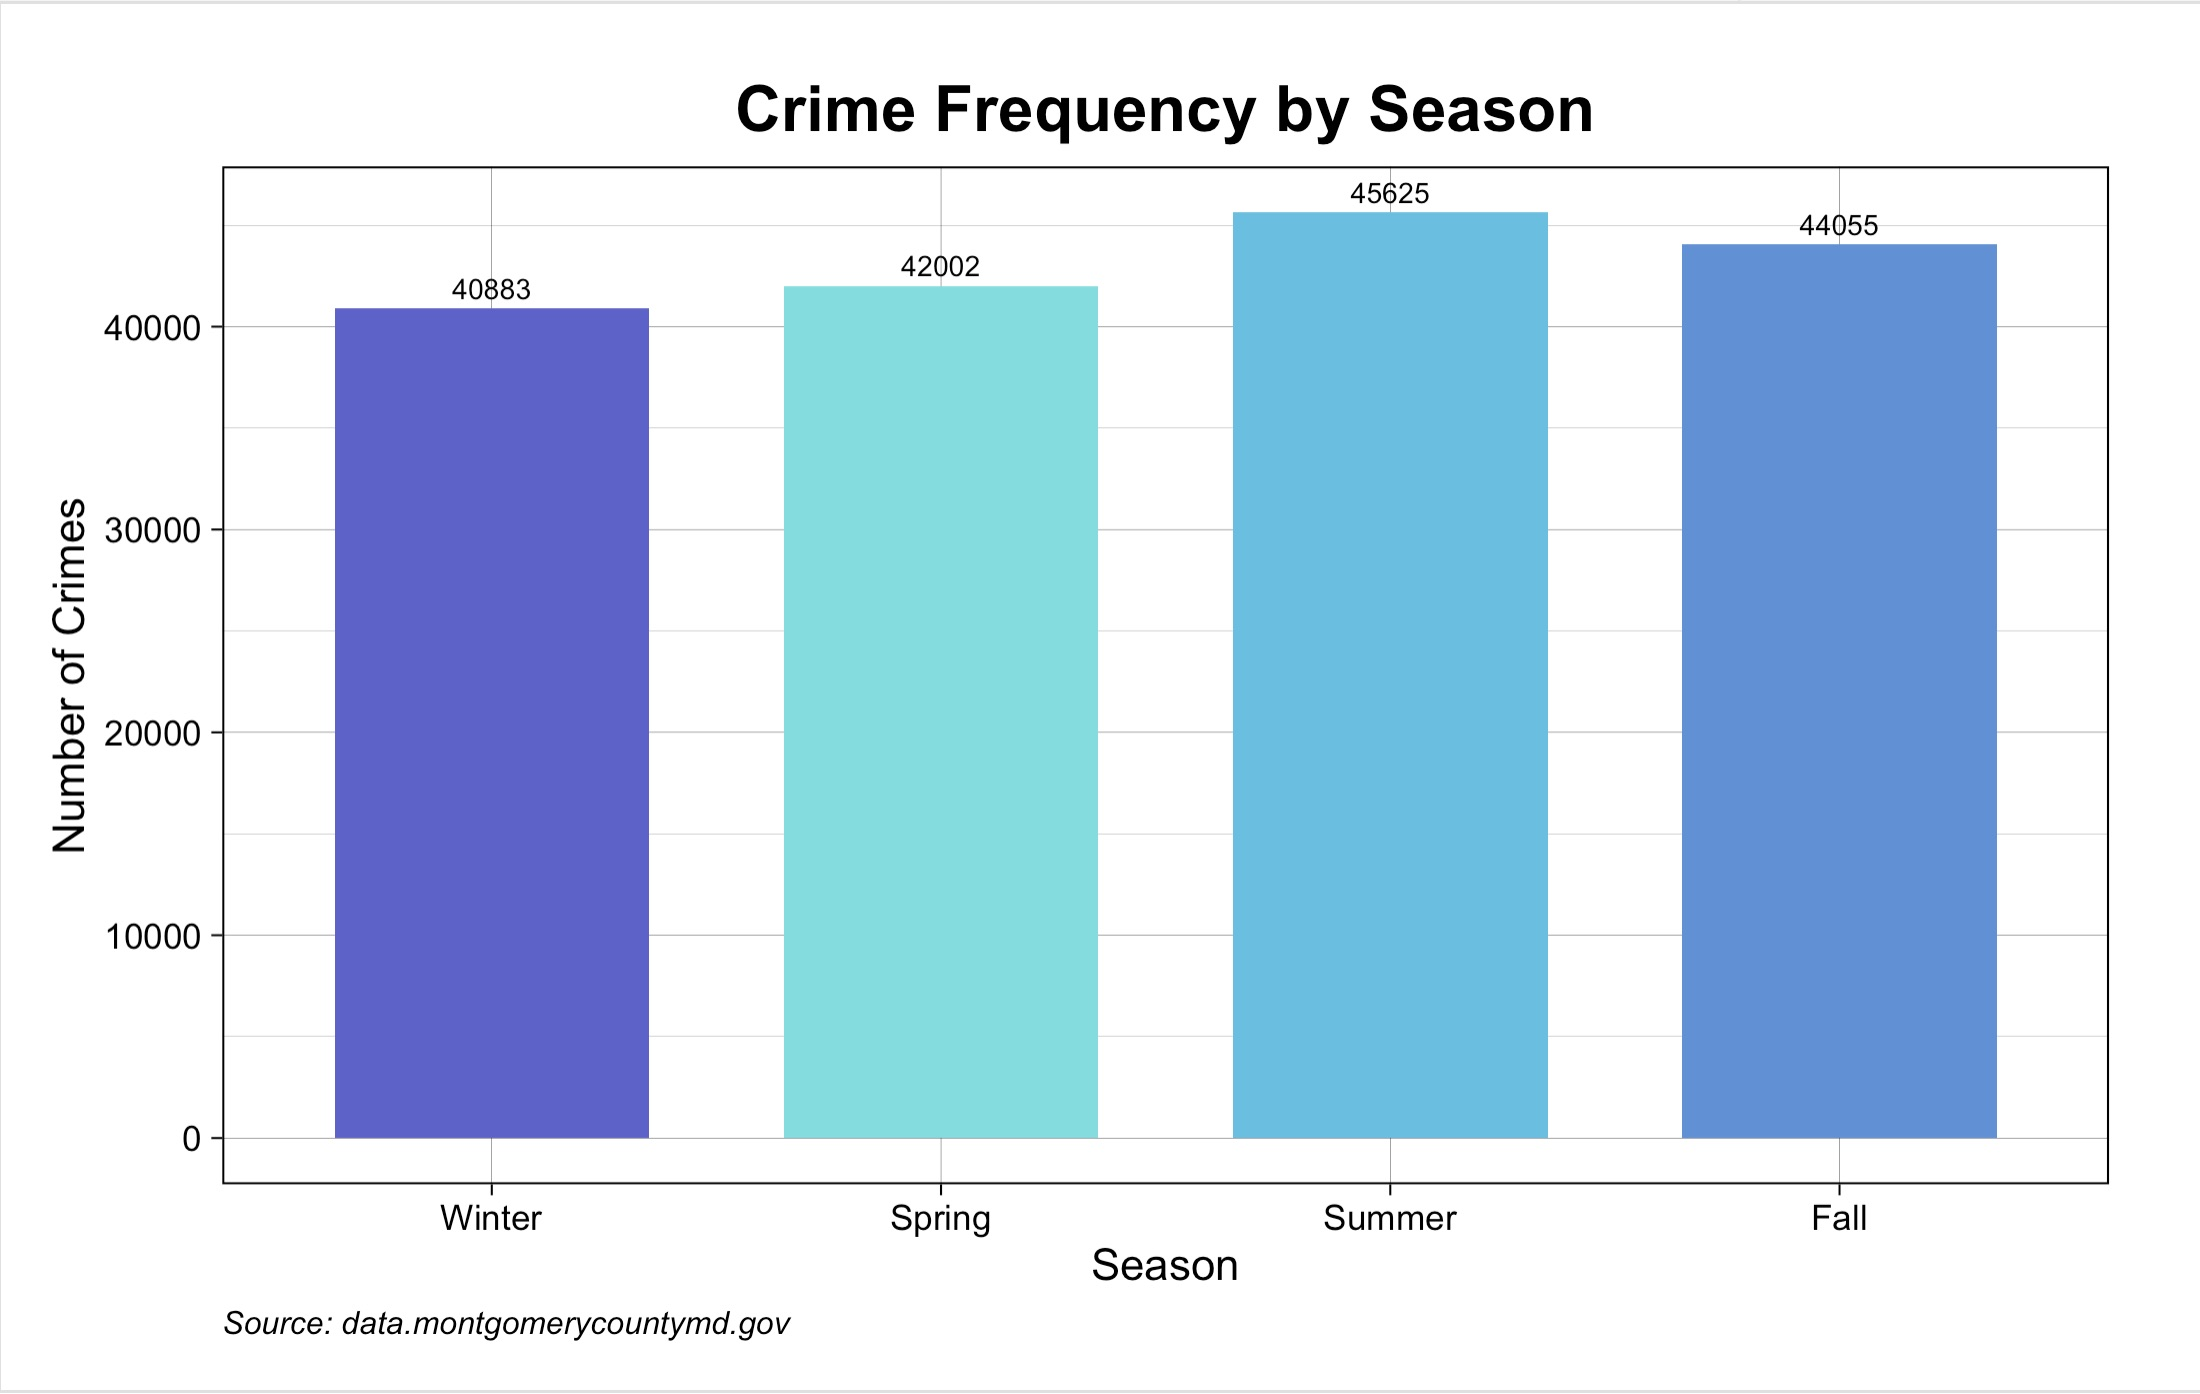 Crime Frequency by Season
45625
44055
42002
40883
40000
30000
20000
10000
0
Number of Crimes
Winter Spring Summer Fall
Season
Source: data.montgomerycountymd.gov